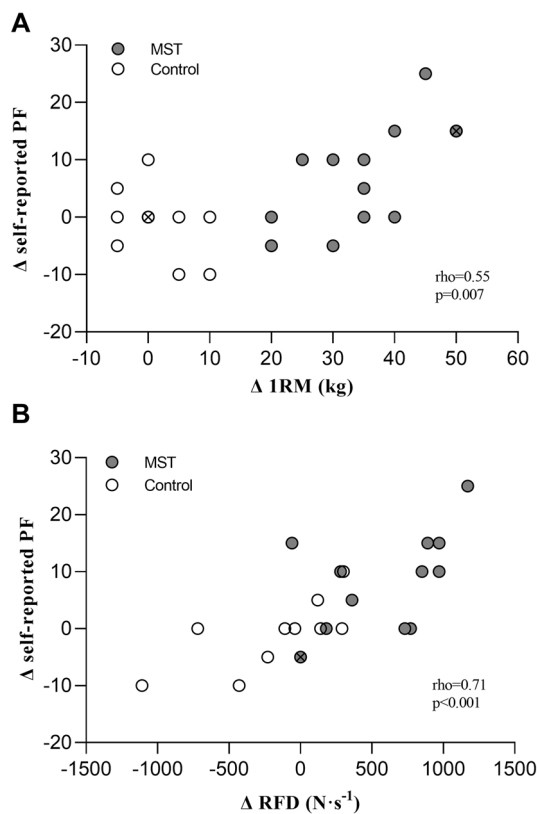 A
MST
Control
30
20
10
0
-10
-20
Δ self-reported PF
rho=0.55
p=0.007
-10 0 10 20 30 40 50 60
Δ 1RM (kg)
B
MST
Control
30
20
10
0
-10
-20
Δ self-reported PF
rho=0.71
p<0.001
-1500 -1000 -500 0 500 1000 1500
Δ RFD (N·s⁻¹)